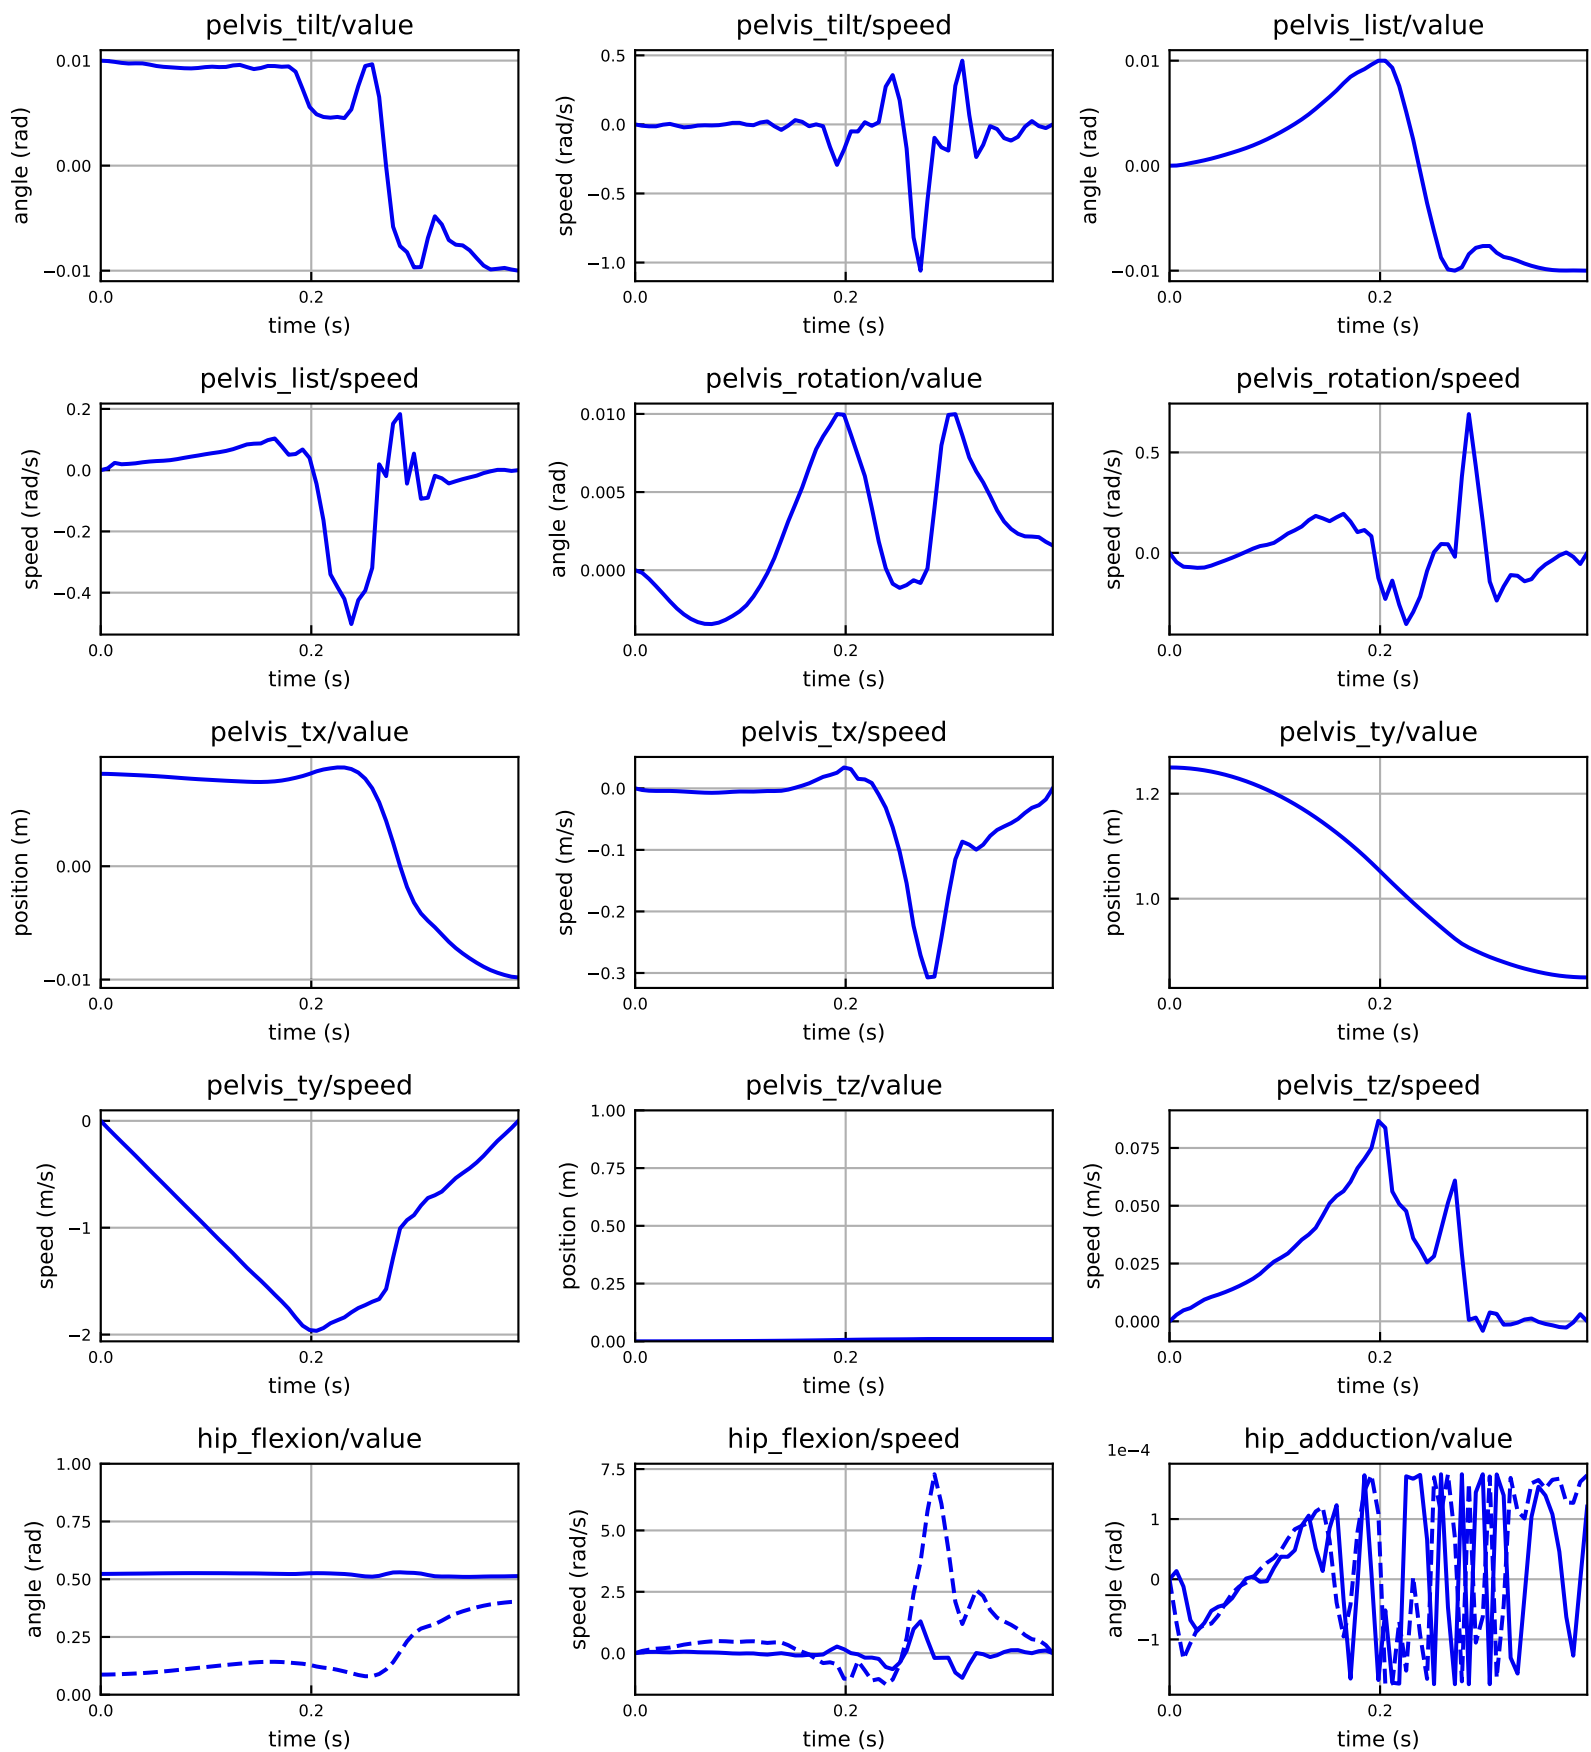 pelvis_tilt/value
angle (rad)
0.01
0.00
−0.01
0.0
0.2
time (s)
pelvis_tilt/speed
speed (rad/s)
0.5
0.0
−0.5
−1.0
0.0
0.2
time (s)
pelvis_list/value
angle (rad)
0.01
0.00
−0.01
0.0
0.2
time (s)
pelvis_list/speed
speed (rad/s)
0.2
0.0
−0.2
−0.4
0.0
0.2
time (s)
pelvis_rotation/value
angle (rad)
0.010
0.005
0.000
0.0
0.2
time (s)
pelvis_rotation/speed
speed (rad/s)
0.5
0.0
0.0
0.2
time (s)
pelvis_tx/value
position (m)
0.00
−0.01
0.0
0.2
time (s)
pelvis_tx/speed
speed (m/s)
0.0
−0.1
−0.2
−0.3
0.0
0.2
time (s)
pelvis_ty/value
position (m)
1.2
1.0
0.0
0.2
time (s)
pelvis_ty/speed
speed (m/s)
0
−1
−2
0.0
0.2
time (s)
pelvis_tz/value
position (m)
1.00
0.75
0.50
0.25
0.00
0.0
0.2
time (s)
pelvis_tz/speed
speed (m/s)
0.075
0.050
0.025
0.000
0.0
0.2
time (s)
hip_flexion/value
angle (rad)
1.00
0.75
0.50
0.25
0.00
0.0
0.2
time (s)
hip_flexion/speed
speed (rad/s)
7.5
5.0
2.5
0.0
0.0
0.2
time (s)
hip_adduction/value
1e−4
angle (rad)
1
0
−1
0.0
0.2
time (s)